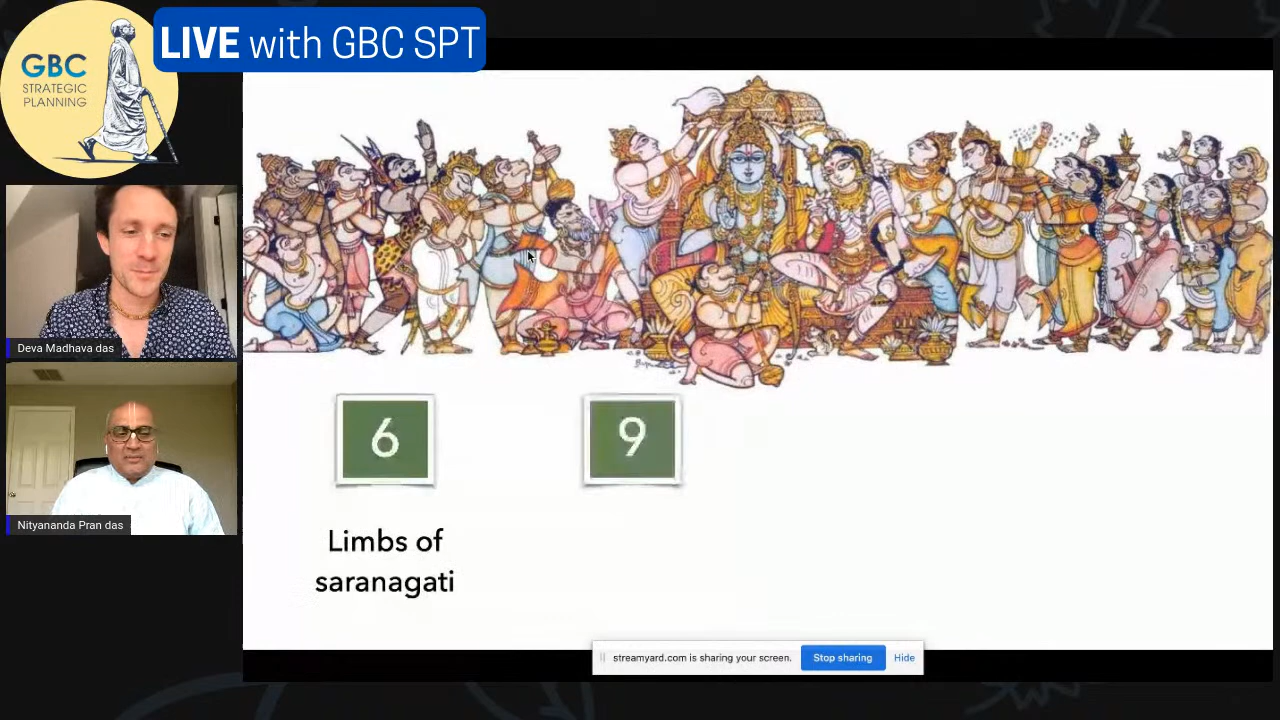 LIVE with GBC SPT
GBC
STRATEGIC
PLANNING
Deva Madhava das
Nityananda Pran das
6
9
Limbs of
saranagati
streamyard.com is sharing your screen.
Stop sharing
Hide